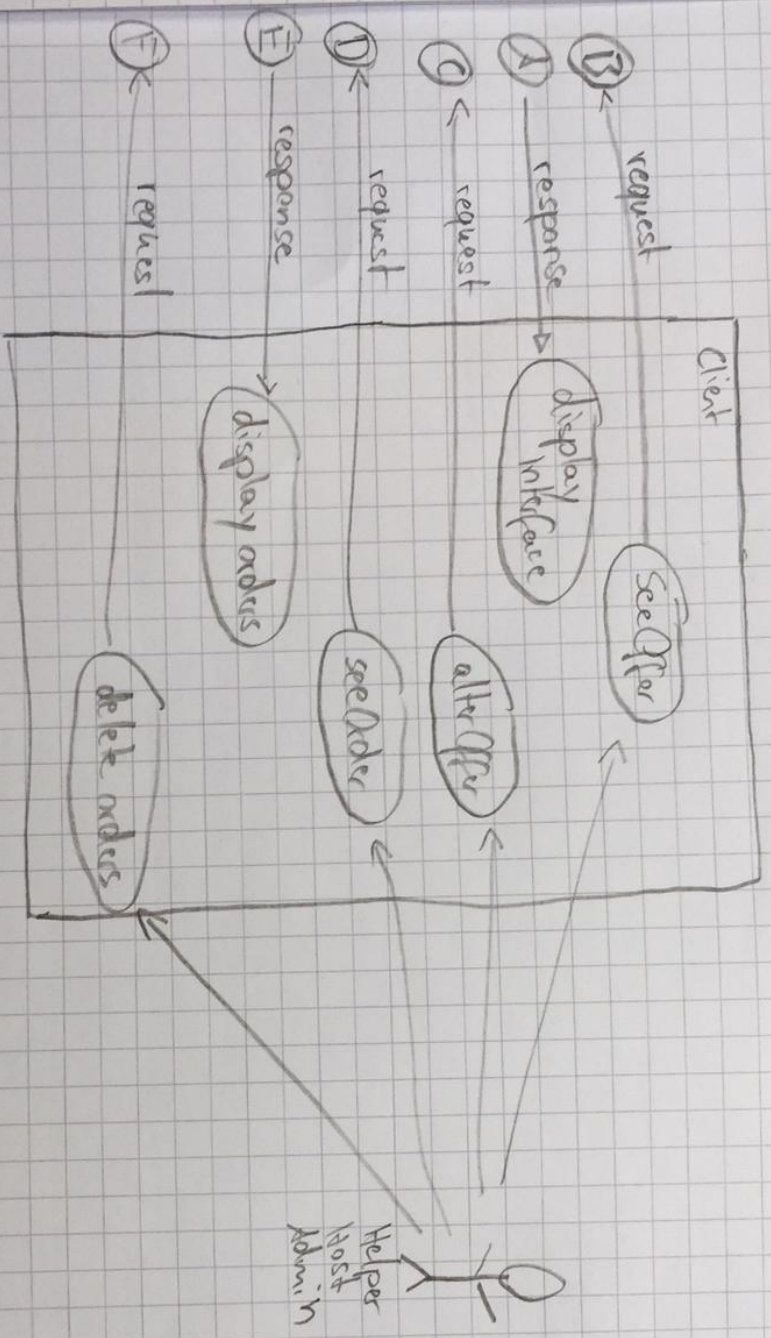 Client
B
request
seeOffer
A
response
display
interface
C
request
alterOffer
D
request
seeOrder
E
response
display orders
F
request
delete orders
Helper
Host
Admin